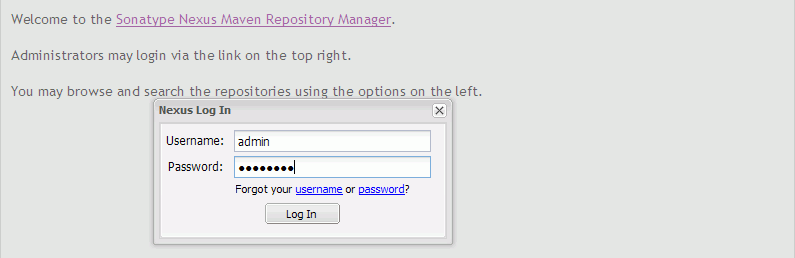 Welcome to the Sonatype Nexus Maven Repository Manager.
Administrators may login via the link on the top right.
You may browse and search the repositories using the options on the left.
Nexus Log In
Username: admin
Password: ••••••••
Forgot your username or password?
Log In